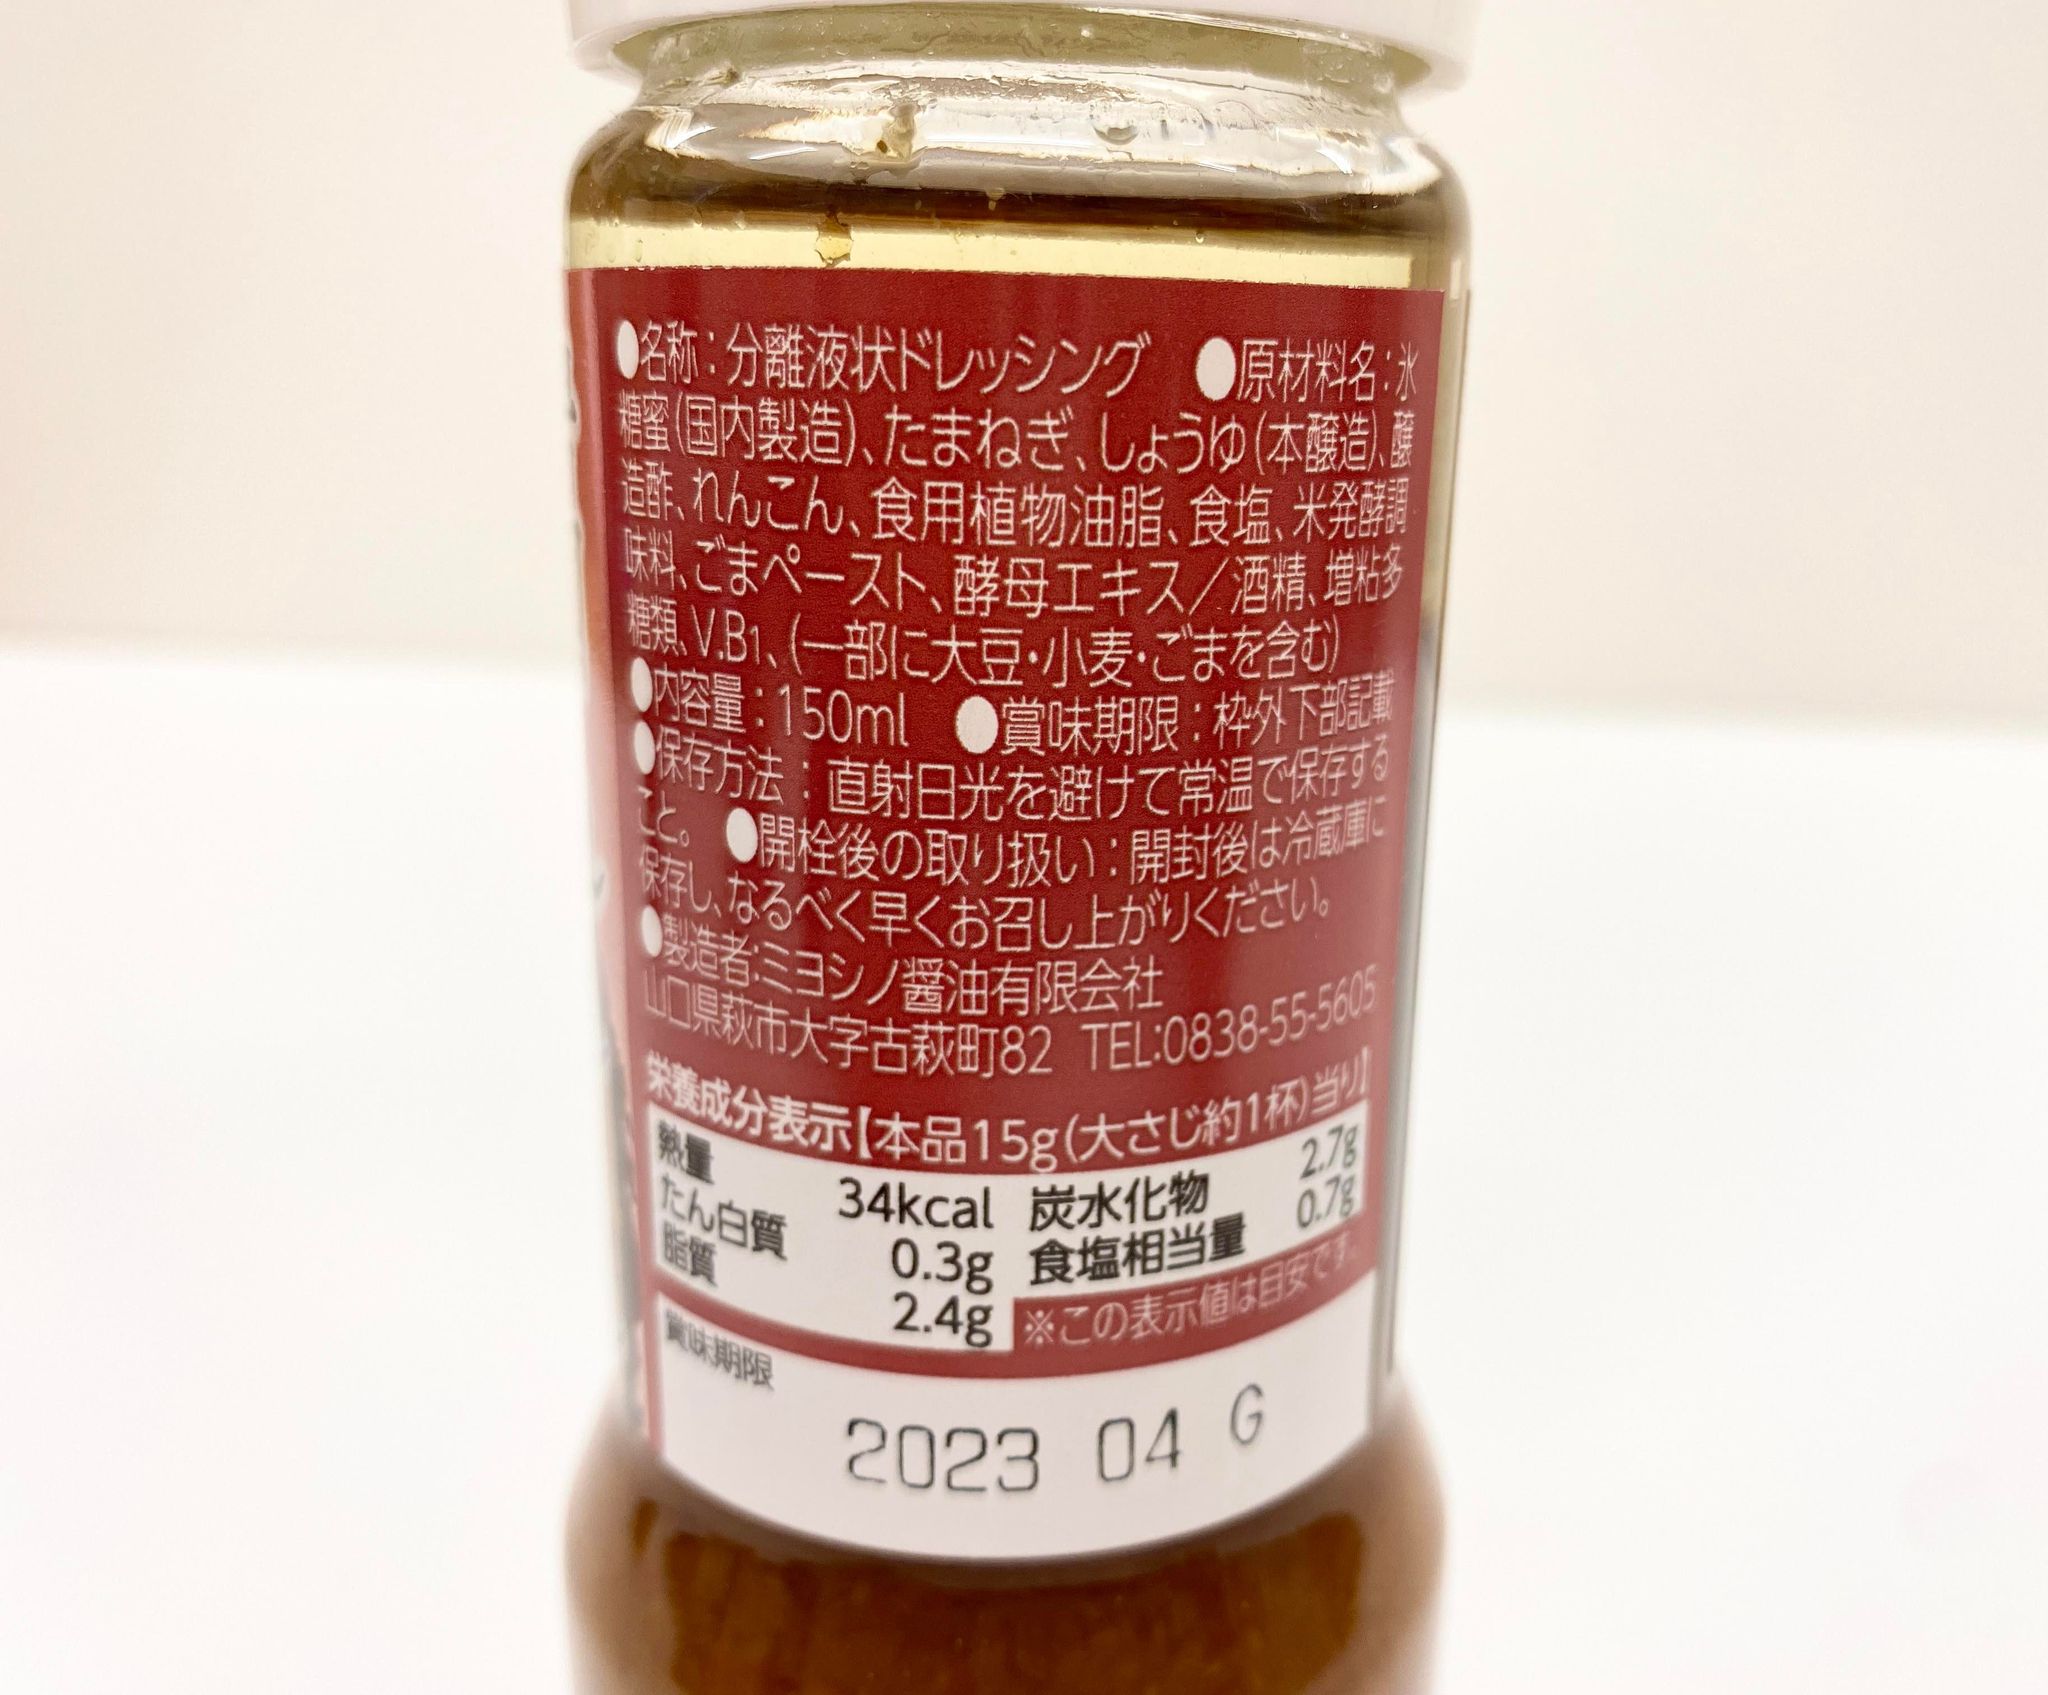 ●名称：分離液状ドレッシング ●原材料名：氷
糖蜜(国内製造)、たまねぎ、しょうゆ(本醸造)、醸
造酢、れんこん、食用植物油脂、食塩、米発酵調
味料、ごまペースト、酵母エキス／酒精、増粘多
糖類、V.B1、(一部に大豆・小麦・ごまを含む)
●内容量：150ml ●賞味期限：枠外下部記載
●保存方法：直射日光を避けて常温で保存する
こと。 ●開栓後の取り扱い：開封後は冷蔵庫に
保存し、なるべく早くお召し上がりください。
●製造者：ミヨシノ醤油有限会社
山口県萩市大字古萩町82 TEL:0838-55-5605
栄養成分表示【本品15g(大さじ約1杯)当り】
熱量 34kcal 炭水化物 2.7g
たん白質 0.3g 食塩相当量 0.7g
脂質 2.4g ※この表示値は目安です。
賞味期限
2023 04 G